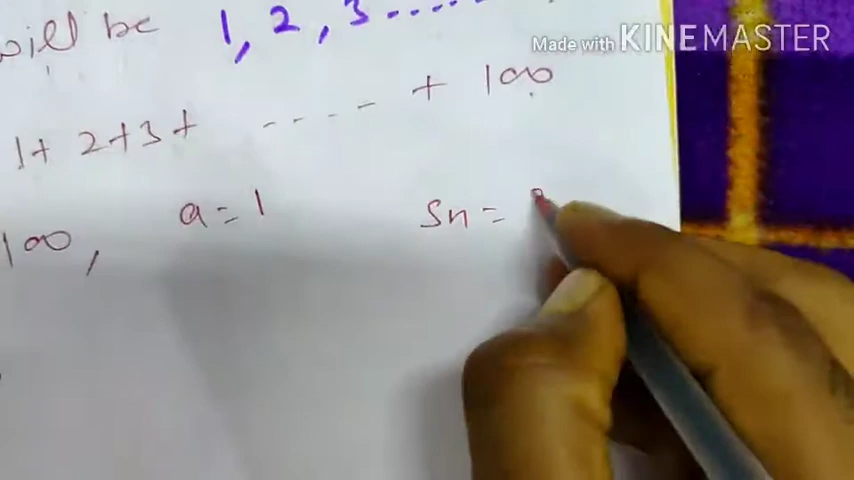 will be 1, 2, 3......
Made with KINEMASTER
1+ 2+3+ ----- + 100
100, a = 1 Sn =